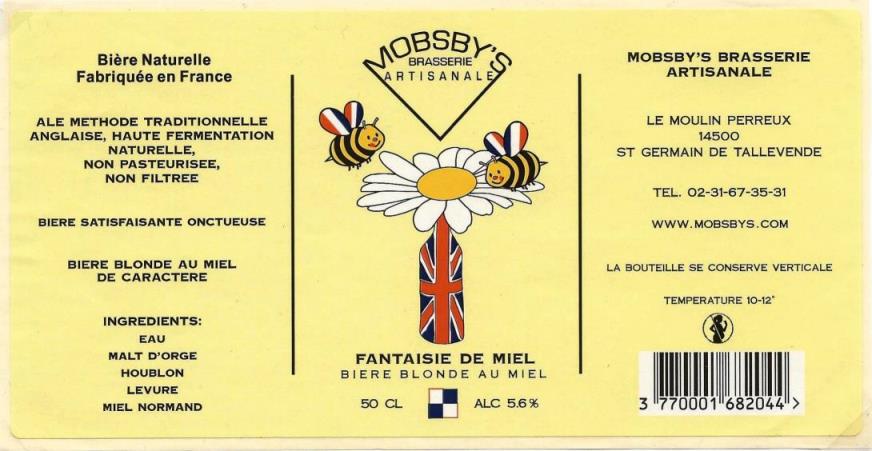 Bière Naturelle
Fabriquée en France
ALE METHODE TRADITIONNELLE
ANGLAISE, HAUTE FERMENTATION
NATURELLE,
NON PASTEURISEE,
NON FILTREE
BIERE SATISFAISANTE ONCTUEUSE
BIERE BLONDE AU MIEL
DE CARACTERE
INGREDIENTS:
EAU
MALT D'ORGE
HOUBLON
LEVURE
MIEL NORMAND
MOBSBY'S
BRASSERIE
ARTISANALE
FANTAISIE DE MIEL
BIERE BLONDE AU MIEL
50 CL ALC 5.6%
MOBSBY'S BRASSERIE
ARTISANALE
LE MOULIN PERREUX
14500
ST GERMAIN DE TALLEVENDE
TEL. 02-31-67-35-31
WWW.MOBSBYS.COM
LA BOUTEILLE SE CONSERVE VERTICALE
TEMPERATURE 10-12°
3 770001 682044 >